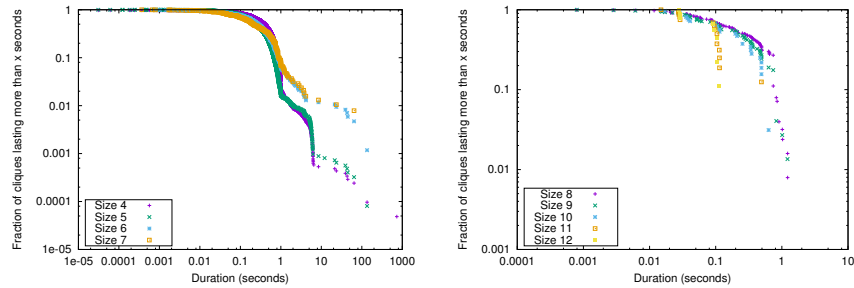 Fraction of cliques lasting more than x seconds
1
0.1
0.01
0.001
0.0001
1e-05
Size 4
Size 5
Size 6
Size 7
1e-05 0.0001 0.001 0.01 0.1 1 10 100 1000
Duration (seconds)
Fraction of cliques lasting more than x seconds
1
0.1
0.01
0.001
Size 8
Size 9
Size 10
Size 11
Size 12
0.0001 0.001 0.01 0.1 1 10
Duration (seconds)